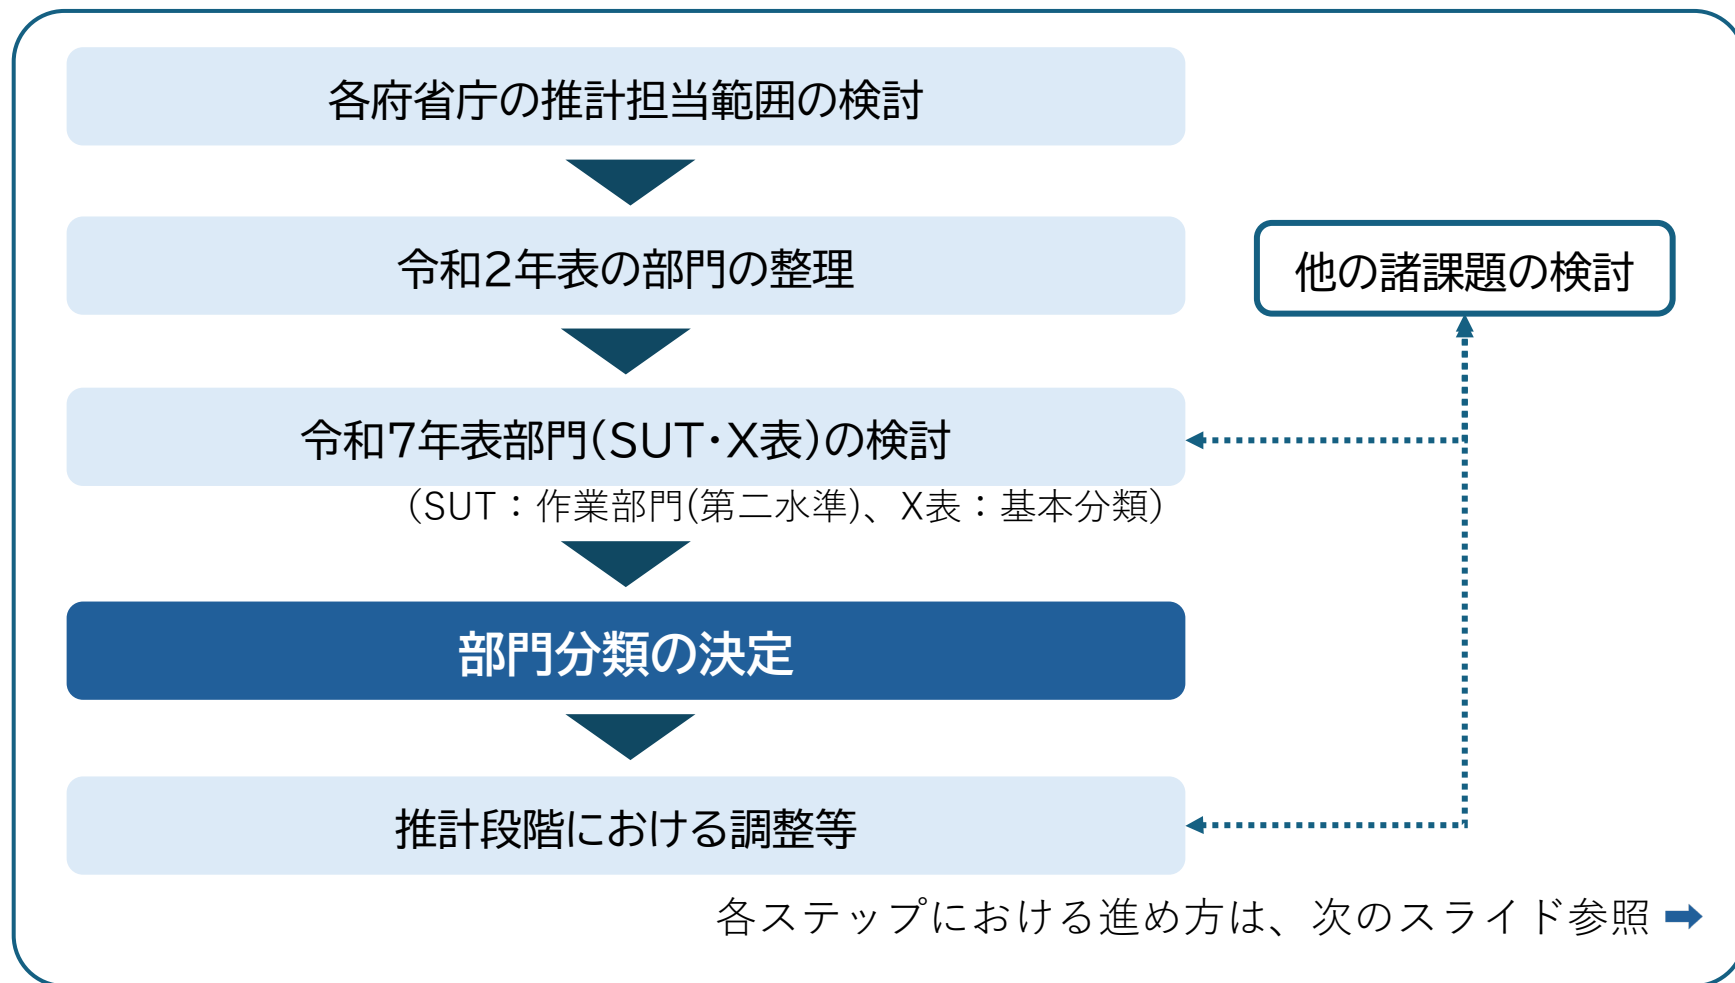 各府省庁の推計担当範囲の検討
令和2年表の部門の整理
他の諸課題の検討
令和7年表部門(SUT・X表)の検討
（SUT：作業部門(第二水準)、X表：基本分類）
部門分類の決定
推計段階における調整等
各ステップにおける進め方は、次のスライド参照